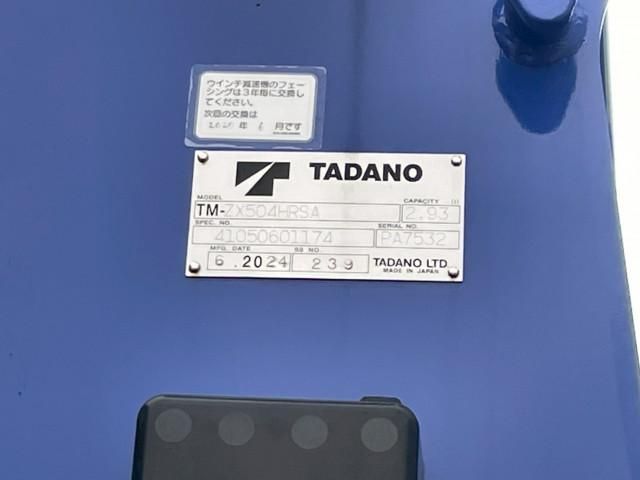 ウインチ減速機のフェー
シングは3年毎に交換し
てください。
次回の交換は
年 6 月です
TADANO
MODEL CAPACITY (t)
TM-ZX504HRSA 2.93
SPEC. NO. SERIAL NO.
41050601174 PA7532
MFG. DATE SB NO.
6.2024 239 TADANO LTD.
MADE IN JAPAN